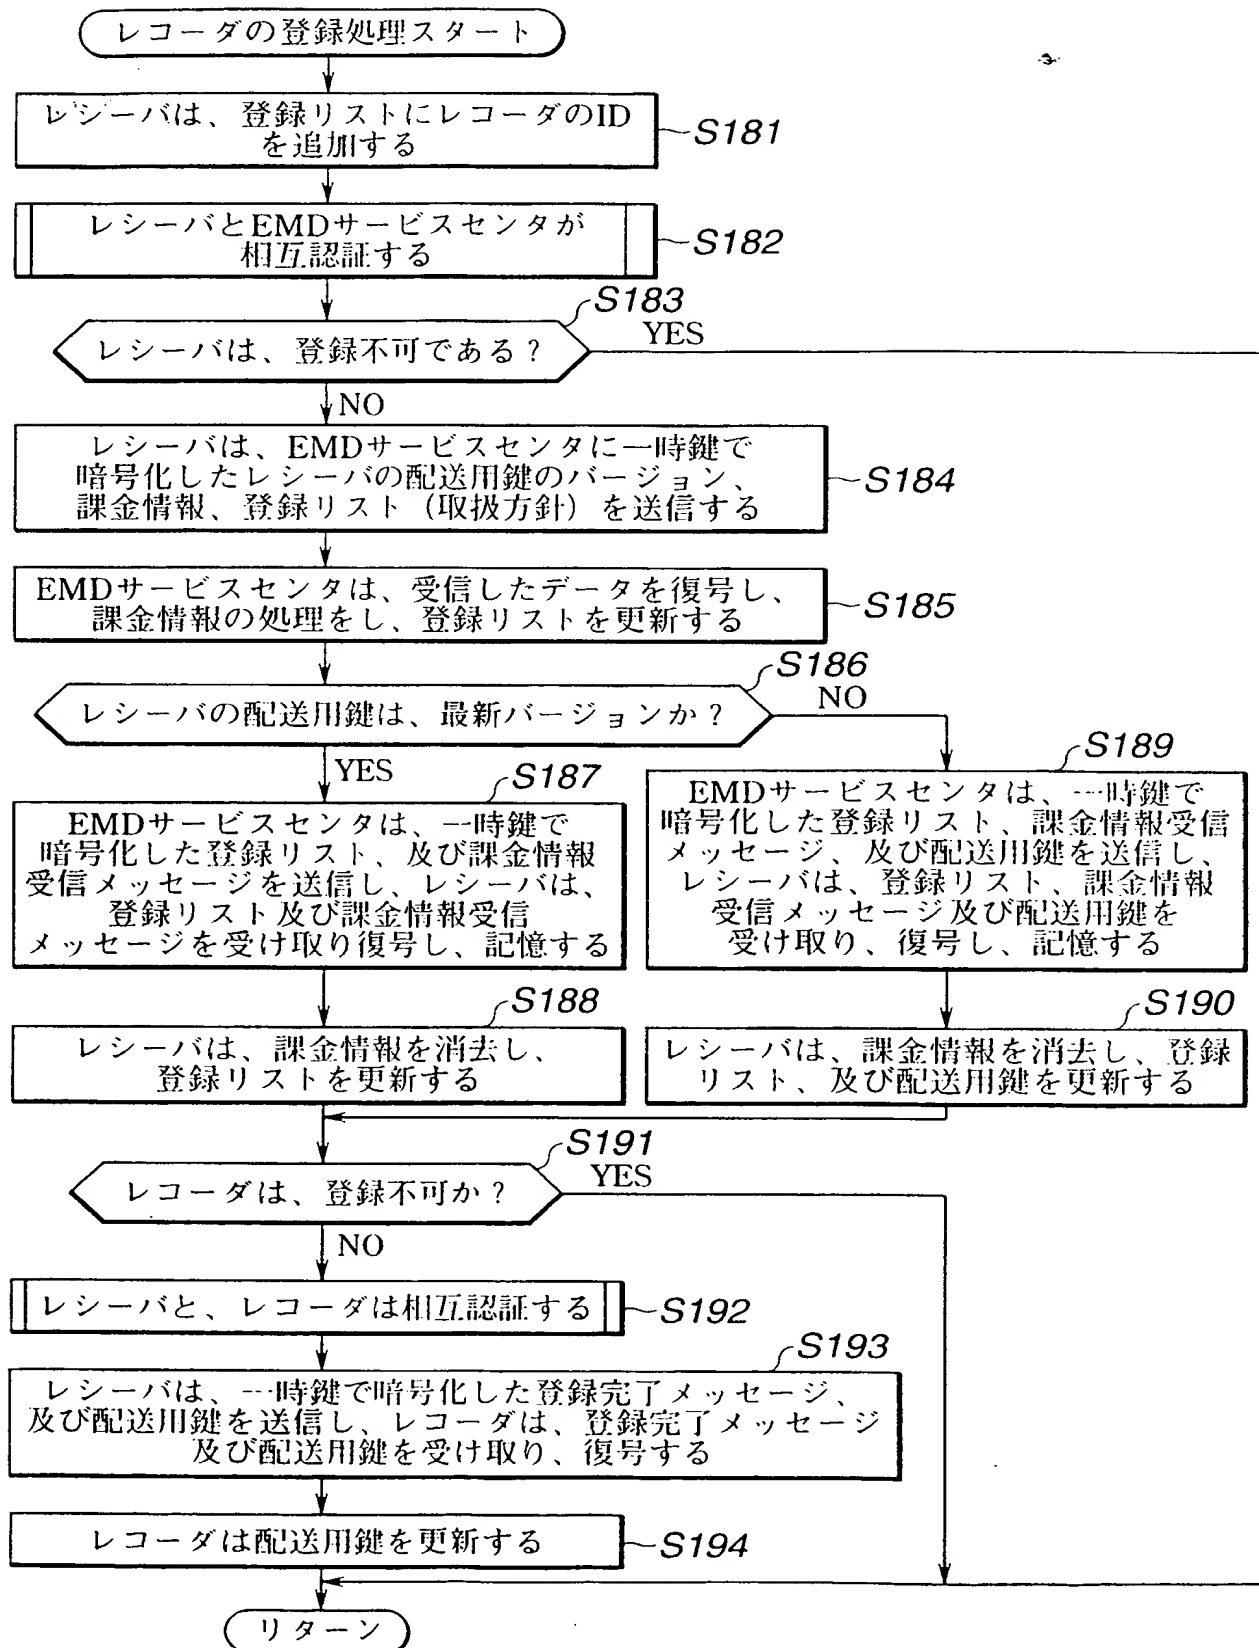 レコーダの登録処理スタート
レシーバは、登録リストにレコーダのID
を追加する
S181
レシーバとEMDサービスセンタが
相互認証する
S182
S183
レシーバは、登録不可である?
YES
NO
レシーバは、EMDサービスセンタに一時鍵で
暗号化したレシーバの配送用鍵のバージョン、
課金情報、登録リスト(取扱方針)を送信する
S184
EMDサービスセンタは、受信したデータを復号し、
課金情報の処理をし、登録リストを更新する
S185
S186
レシーバの配送用鍵は、最新バージョンか?
NO
YES
S187
EMDサービスセンタは、一時鍵で
暗号化した登録リスト、及び課金情報
受信メッセージを送信し、レシーバは、
登録リスト及び課金情報受信
メッセージを受け取り復号し、記憶する
S189
EMDサービスセンタは、一時鍵で
暗号化した登録リスト、課金情報受信
メッセージ、及び配送用鍵を送信し、
レシーバは、登録リスト、課金情報
受信メッセージ及び配送用鍵を
受け取り、復号し、記憶する
S188
レシーバは、課金情報を消去し、
登録リストを更新する
S190
レシーバは、課金情報を消去し、登録
リスト、及び配送用鍵を更新する
S191
レコーダは、登録不可か?
YES
NO
レシーバと、レコーダは相互認証する
S192
S193
レシーバは、一時鍵で暗号化した登録完了メッセージ、
及び配送用鍵を送信し、レコーダは、登録完了メッセージ
及び配送用鍵を受け取り、復号する
レコーダは配送用鍵を更新する
S194
リターン